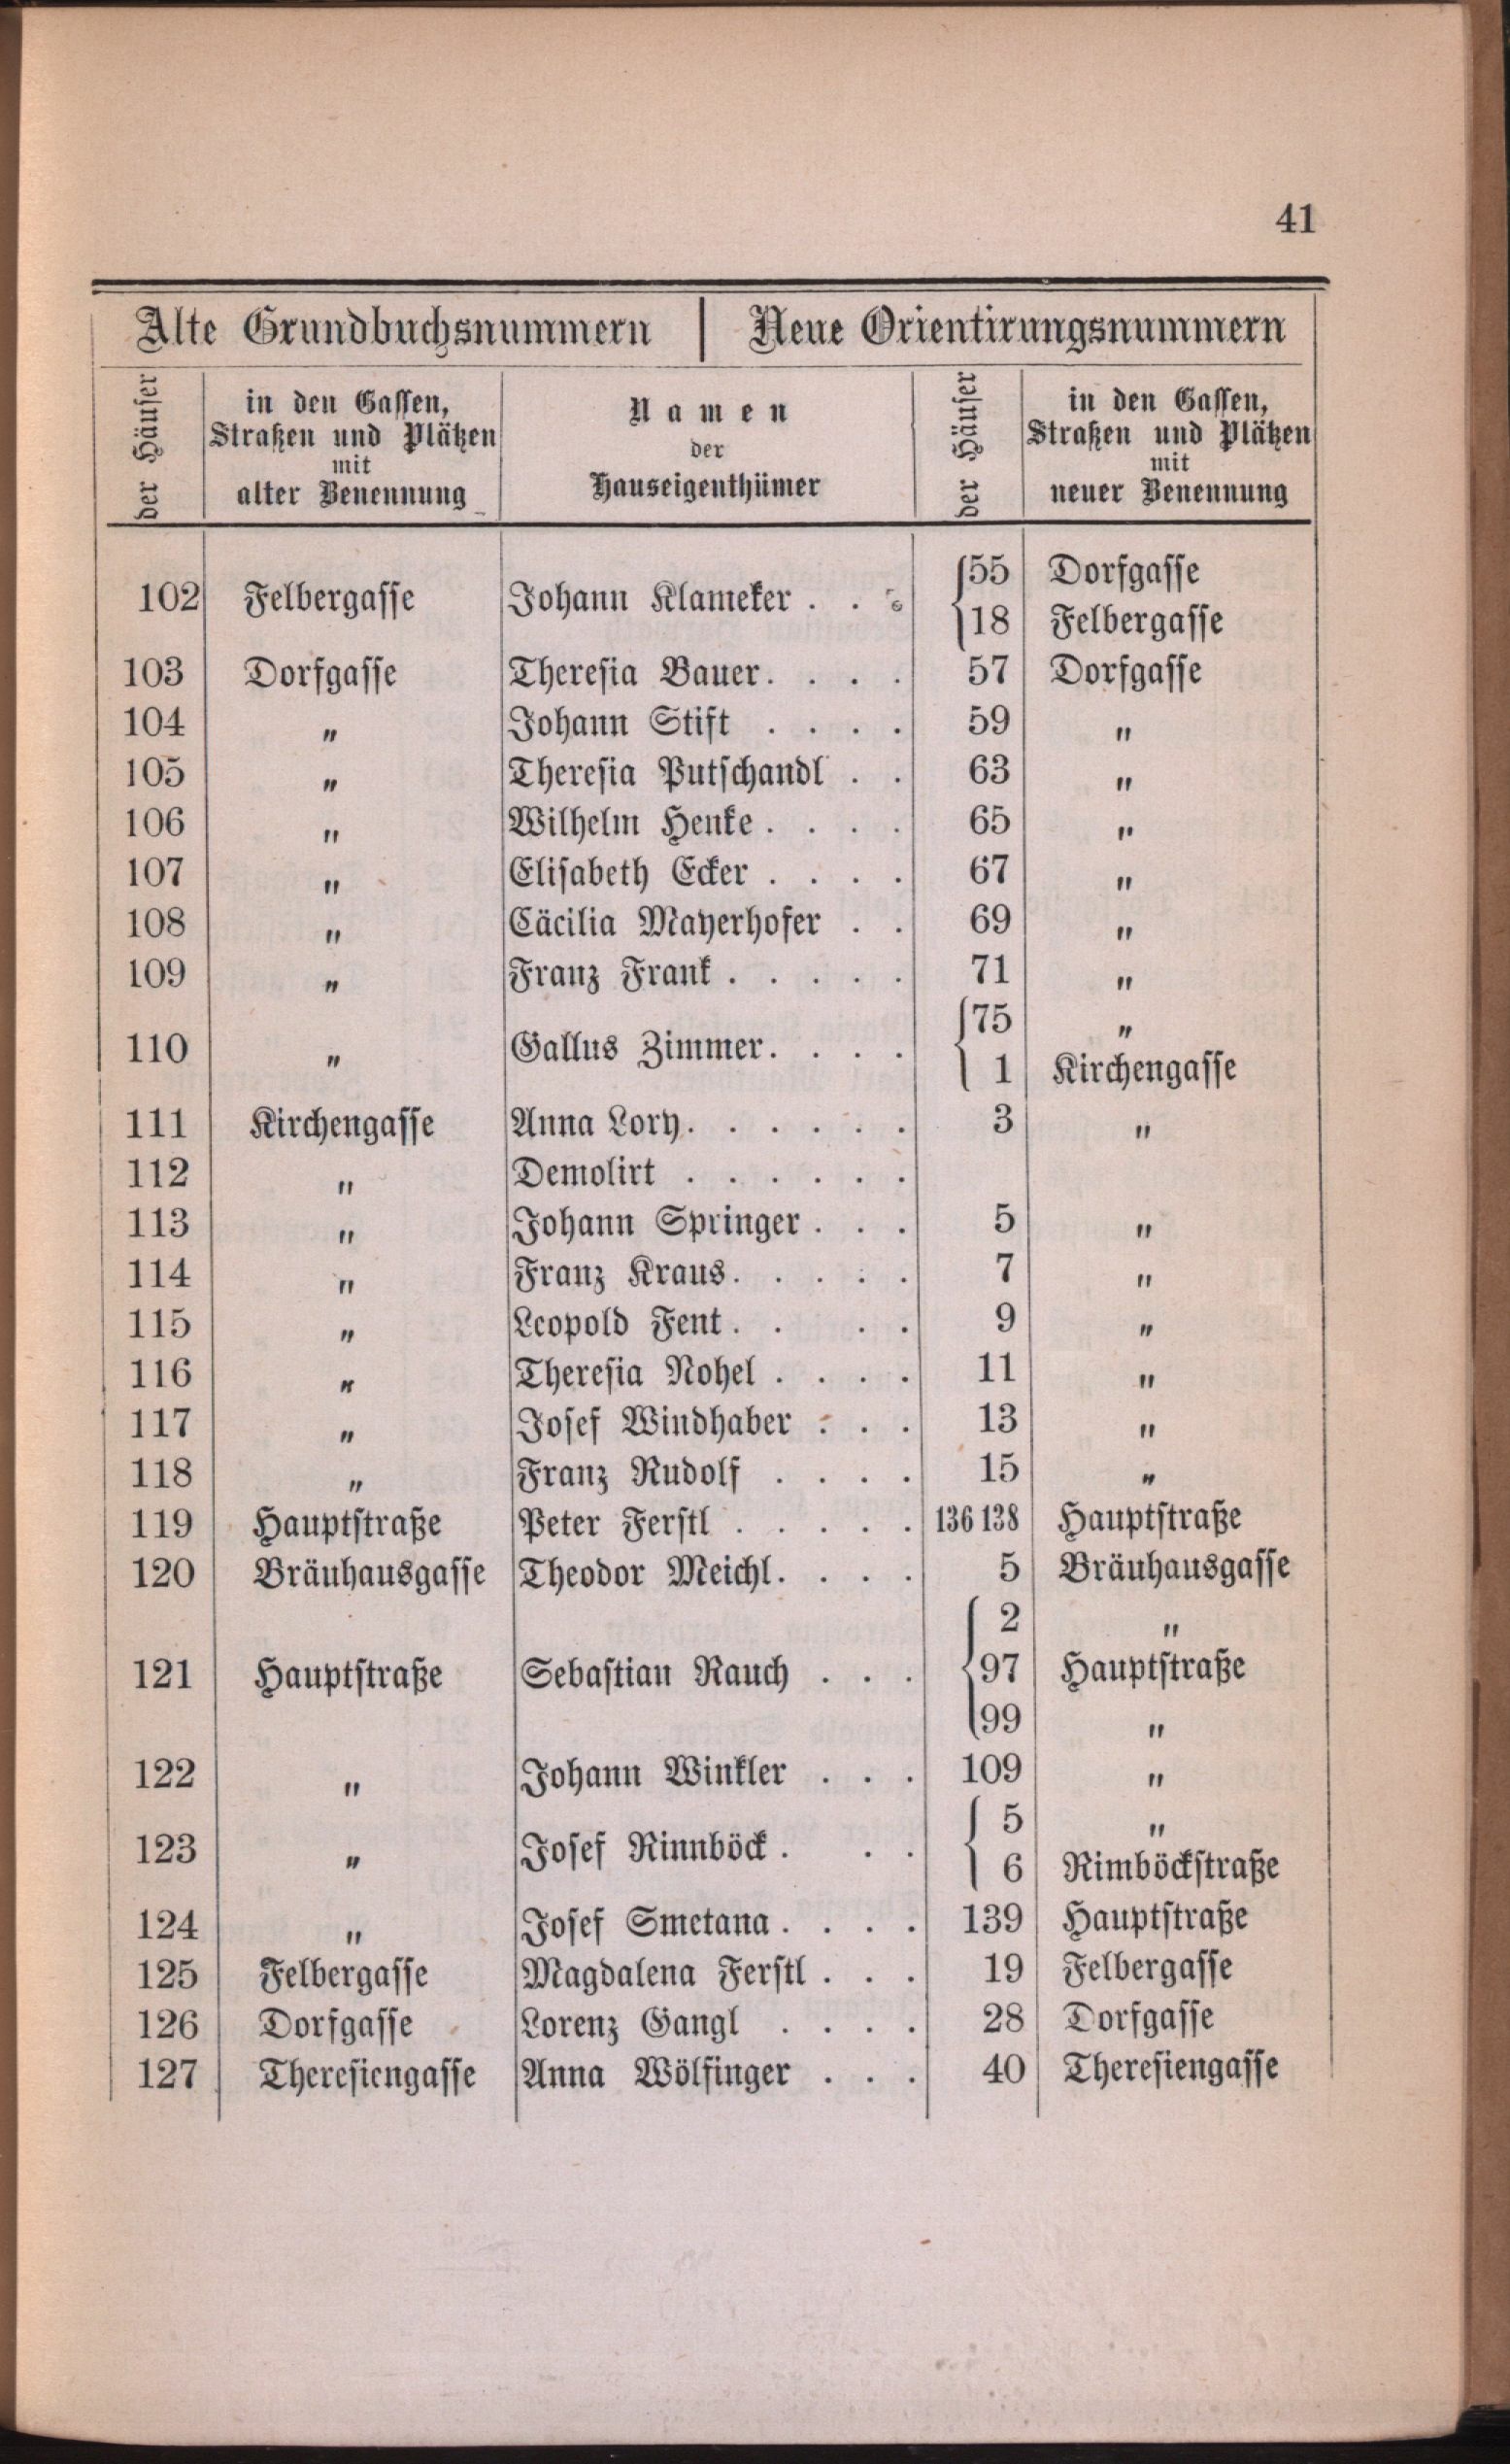 41
Alte Grundbuchsnummern | Neue Orientirungsnummern
der Häuser | in den Gassen, Straßen und Plätzen mit alter Benennung | Namen der Hauseigenthümer | der Häuser | in den Gassen, Straßen und Plätzen mit neuer Benennung
102 Felbergasse Johann Klameker . . . { 55 Dorfgasse
{ 18 Felbergasse
103 Dorfgasse Theresia Bauer. . . . 57 Dorfgasse
104 " Johann Stift . . . . 59 "
105 " Theresia Putschandl . . 63 "
106 " Wilhelm Henke . . . . 65 "
107 " Elisabeth Ecker . . . . 67 "
108 " Cäcilia Mayerhofer . . 69 "
109 " Franz Frank . . . . . 71 "
110 " Gallus Zimmer. . . . { 75 "
{ 1 Kirchengasse
111 Kirchengasse Anna Lory. . . . . . 3 "
112 " Demolirt . . . . . .
113 " Johann Springer . . . 5 "
114 " Franz Kraus. . . . . 7 "
115 " Leopold Fent . . . . 9 "
116 " Theresia Nohel . . . . 11 "
117 " Josef Windhaber . . . 13 "
118 " Franz Rudolf . . . . 15 "
119 Hauptstraße Peter Ferstl . . . . . 136 138 Hauptstraße
120 Bräuhausgasse Theodor Meichl. . . . 5 Bräuhausgasse
{ 2 "
121 Hauptstraße Sebastian Rauch . . . { 97 Hauptstraße
{ 99 "
122 " Johann Winkler . . . 109 "
123 " Josef Rinnböck . . . { 5 "
{ 6 Rimböckstraße
124 " Josef Smetana . . . . 139 Hauptstraße
125 Felbergasse Magdalena Ferstl . . . 19 Felbergasse
126 Dorfgasse Lorenz Gangl . . . . 28 Dorfgasse
127 Theresiengasse Anna Wölfinger . . . 40 Theresiengasse